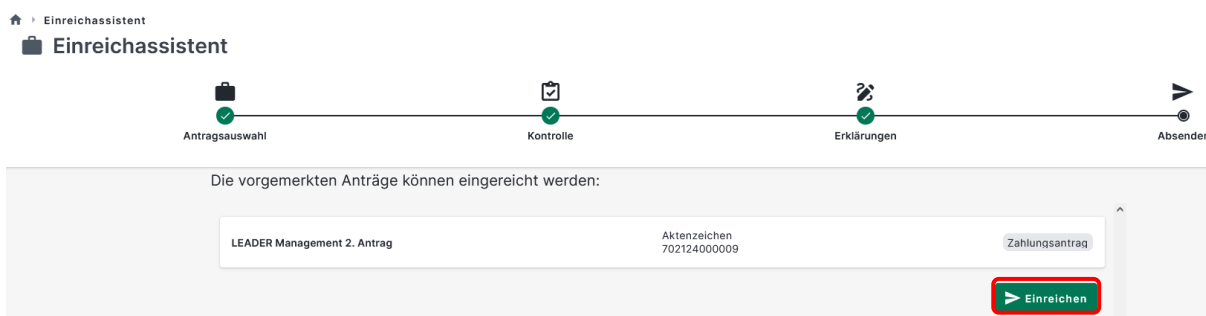 Einreichassistent
Einreichassistent
Antragsauswahl
Kontrolle
Erklärungen
Absenden
Die vorgemerkten Anträge können eingereicht werden:
LEADER Management 2. Antrag
Aktenzeichen
702124000009
Zahlungsantrag
Einreichen